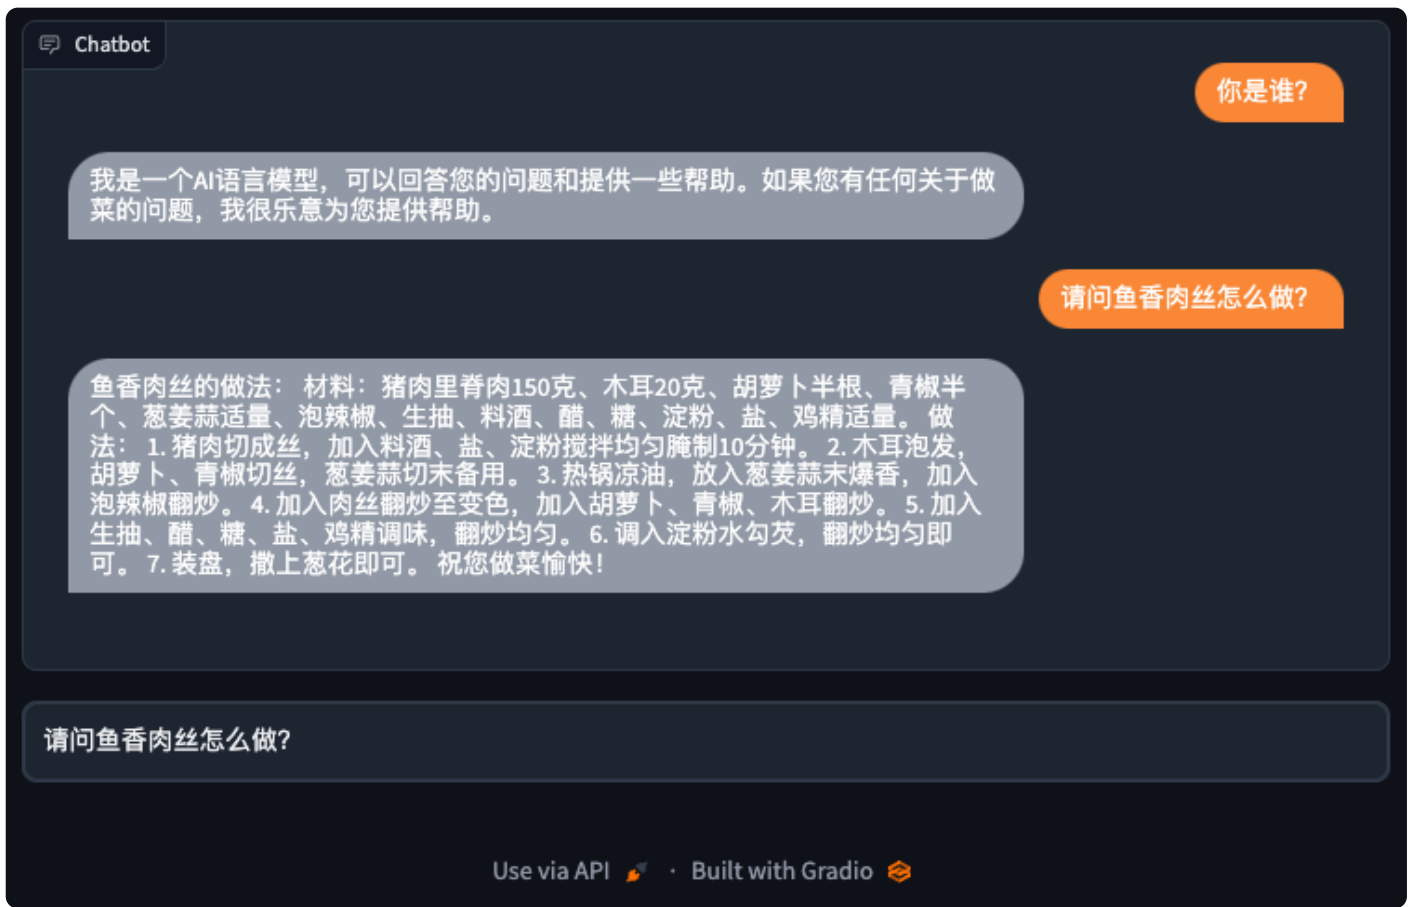 Chatbot
你是谁？
我是一个AI语言模型，可以回答您的问题和提供一些帮助。如果您有任何关于做
菜的问题，我很乐意为您提供帮助。
请问鱼香肉丝怎么做？
鱼香肉丝的做法： 材料：猪肉里脊肉150克、木耳20克、胡萝卜半根、青椒半
个、葱姜蒜适量、泡辣椒、生抽、料酒、醋、糖、淀粉、盐、鸡精适量。 做
法： 1. 猪肉切成丝，加入料酒、盐、淀粉搅拌均匀腌制10分钟。 2. 木耳泡发，
胡萝卜、青椒切丝，葱姜蒜切末备用。 3. 热锅凉油，放入葱姜蒜末爆香，加入
泡辣椒翻炒。 4. 加入肉丝翻炒至变色，加入胡萝卜、青椒、木耳翻炒。 5. 加入
生抽、醋、糖、盐、鸡精调味，翻炒均匀。 6. 调入淀粉水勾芡，翻炒均匀即
可。 7. 装盘，撒上葱花即可。 祝您做菜愉快！
请问鱼香肉丝怎么做？
Use via API · Built with Gradio